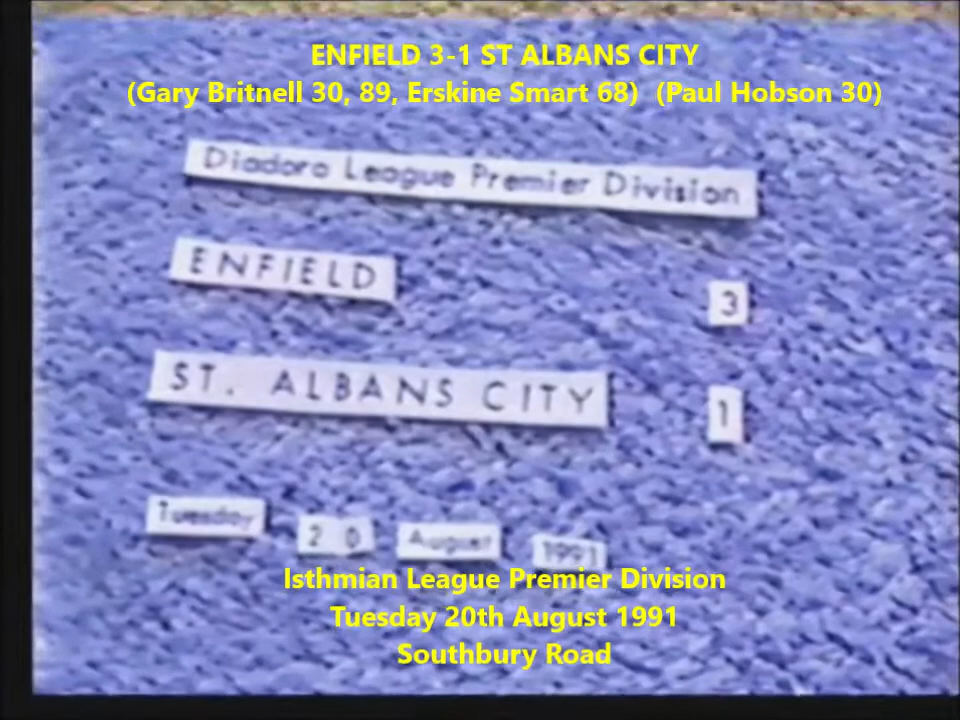 ENFIELD 3-1 ST ALBANS CITY
(Gary Britnell 30, 89, Erskine Smart 68) (Paul Hobson 30)
Diadora League Premier Division
ENFIELD 3
ST. ALBANS CITY 1
Tuesday 20 August 1991
Isthmian League Premier Division
Tuesday 20th August 1991
Southbury Road